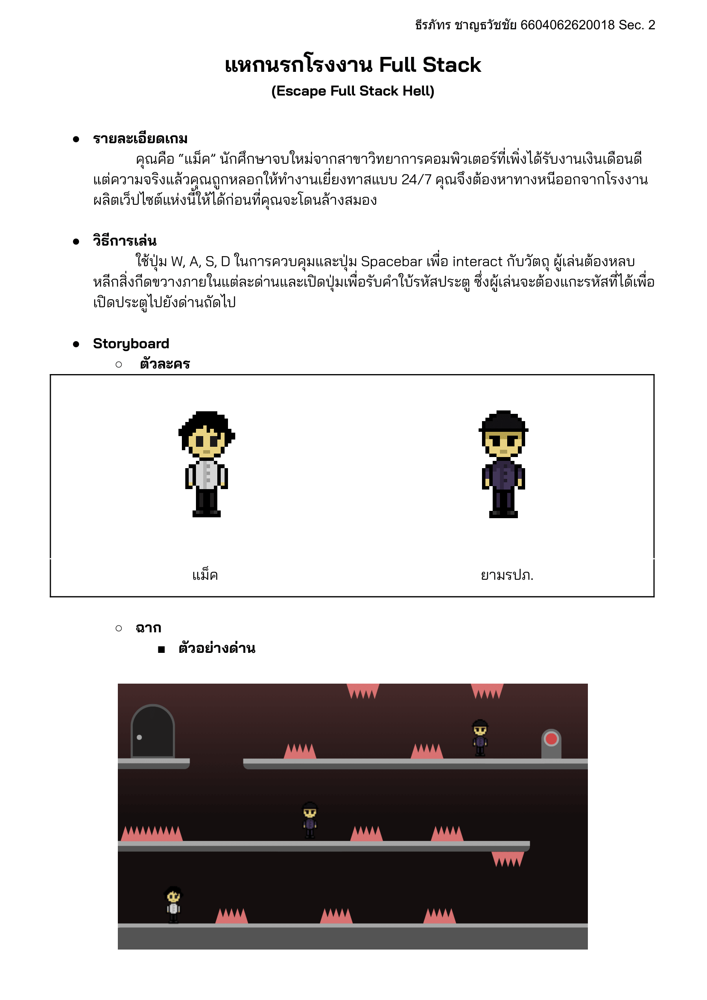 ธีรภัทร ชาญธวัชชัย 6604062620018 Sec. 2
แหกนรกโรงงาน Full Stack
(Escape Full Stack Hell)
● รายละเอียดเกม
คุณคือ “แม็ค” นักศึกษาจบใหม่จากสาขาวิทยาการคอมพิวเตอร์ที่เพิ่งได้รับงานเงินเดือนดี
แต่ความจริงแล้วคุณถูกหลอกให้ทำงานเยี่ยงทาสแบบ 24/7 คุณจึงต้องหาทางหนีออกจากโรงงาน
ผลิตเว็ปไซต์แห่งนี้ให้ได้ก่อนที่คุณจะโดนล้างสมอง
● วิธีการเล่น
ใช้ปุ่ม W, A, S, D ในการควบคุมและปุ่ม Spacebar เพื่อ interact กับวัตถุ ผู้เล่นต้องหลบ
หลีกสิ่งกีดขวางภายในแต่ละด่านและเปิดปุ่มเพื่อรับคำใบ้รหัสประตู ซึ่งผู้เล่นจะต้องแกะรหัสที่ได้เพื่อ
เปิดประตูไปยังด่านถัดไป
● Storyboard
○ ตัวละคร
แม็ค
ยามรปภ.
○ ฉาก
■ ตัวอย่างด่าน